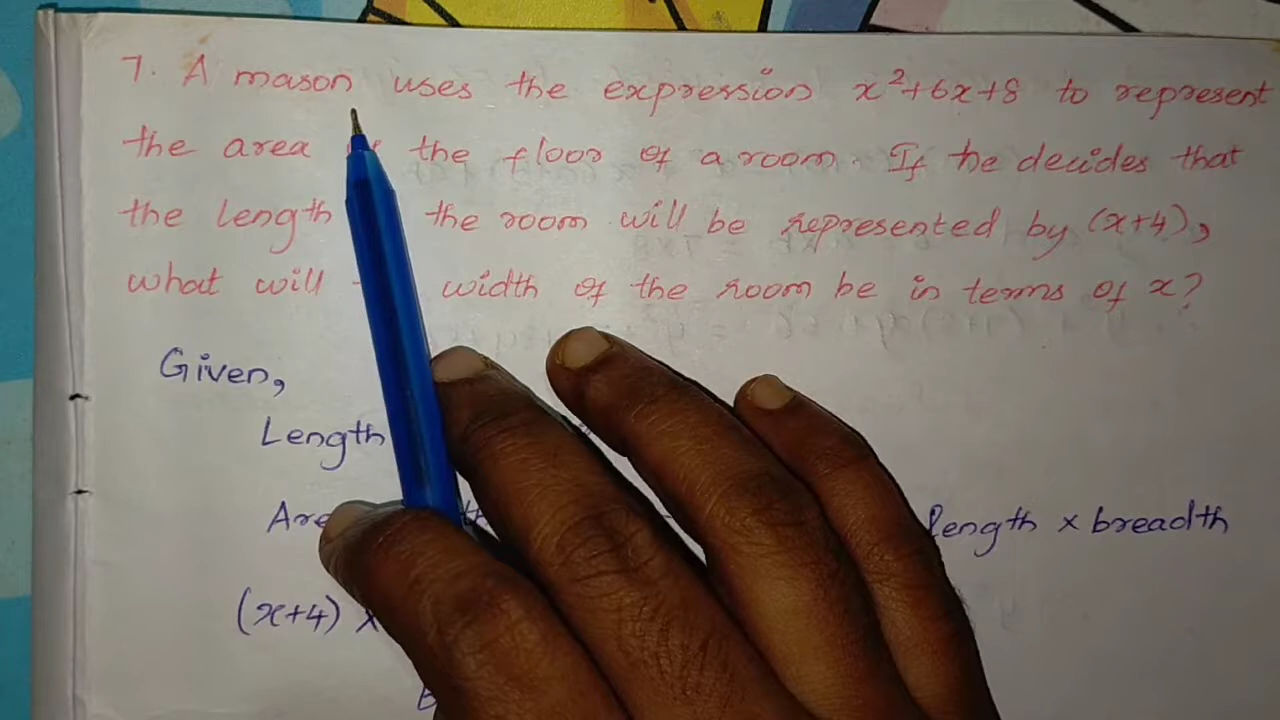 7. A mason uses the expression x²+6x+8 to represent
the area the floor of a room. If he decides that
the length the room will be represented by (x+4),
what will width of the room be in terms of x?
Given,
Length
Are length × breadth
(x+4) ×